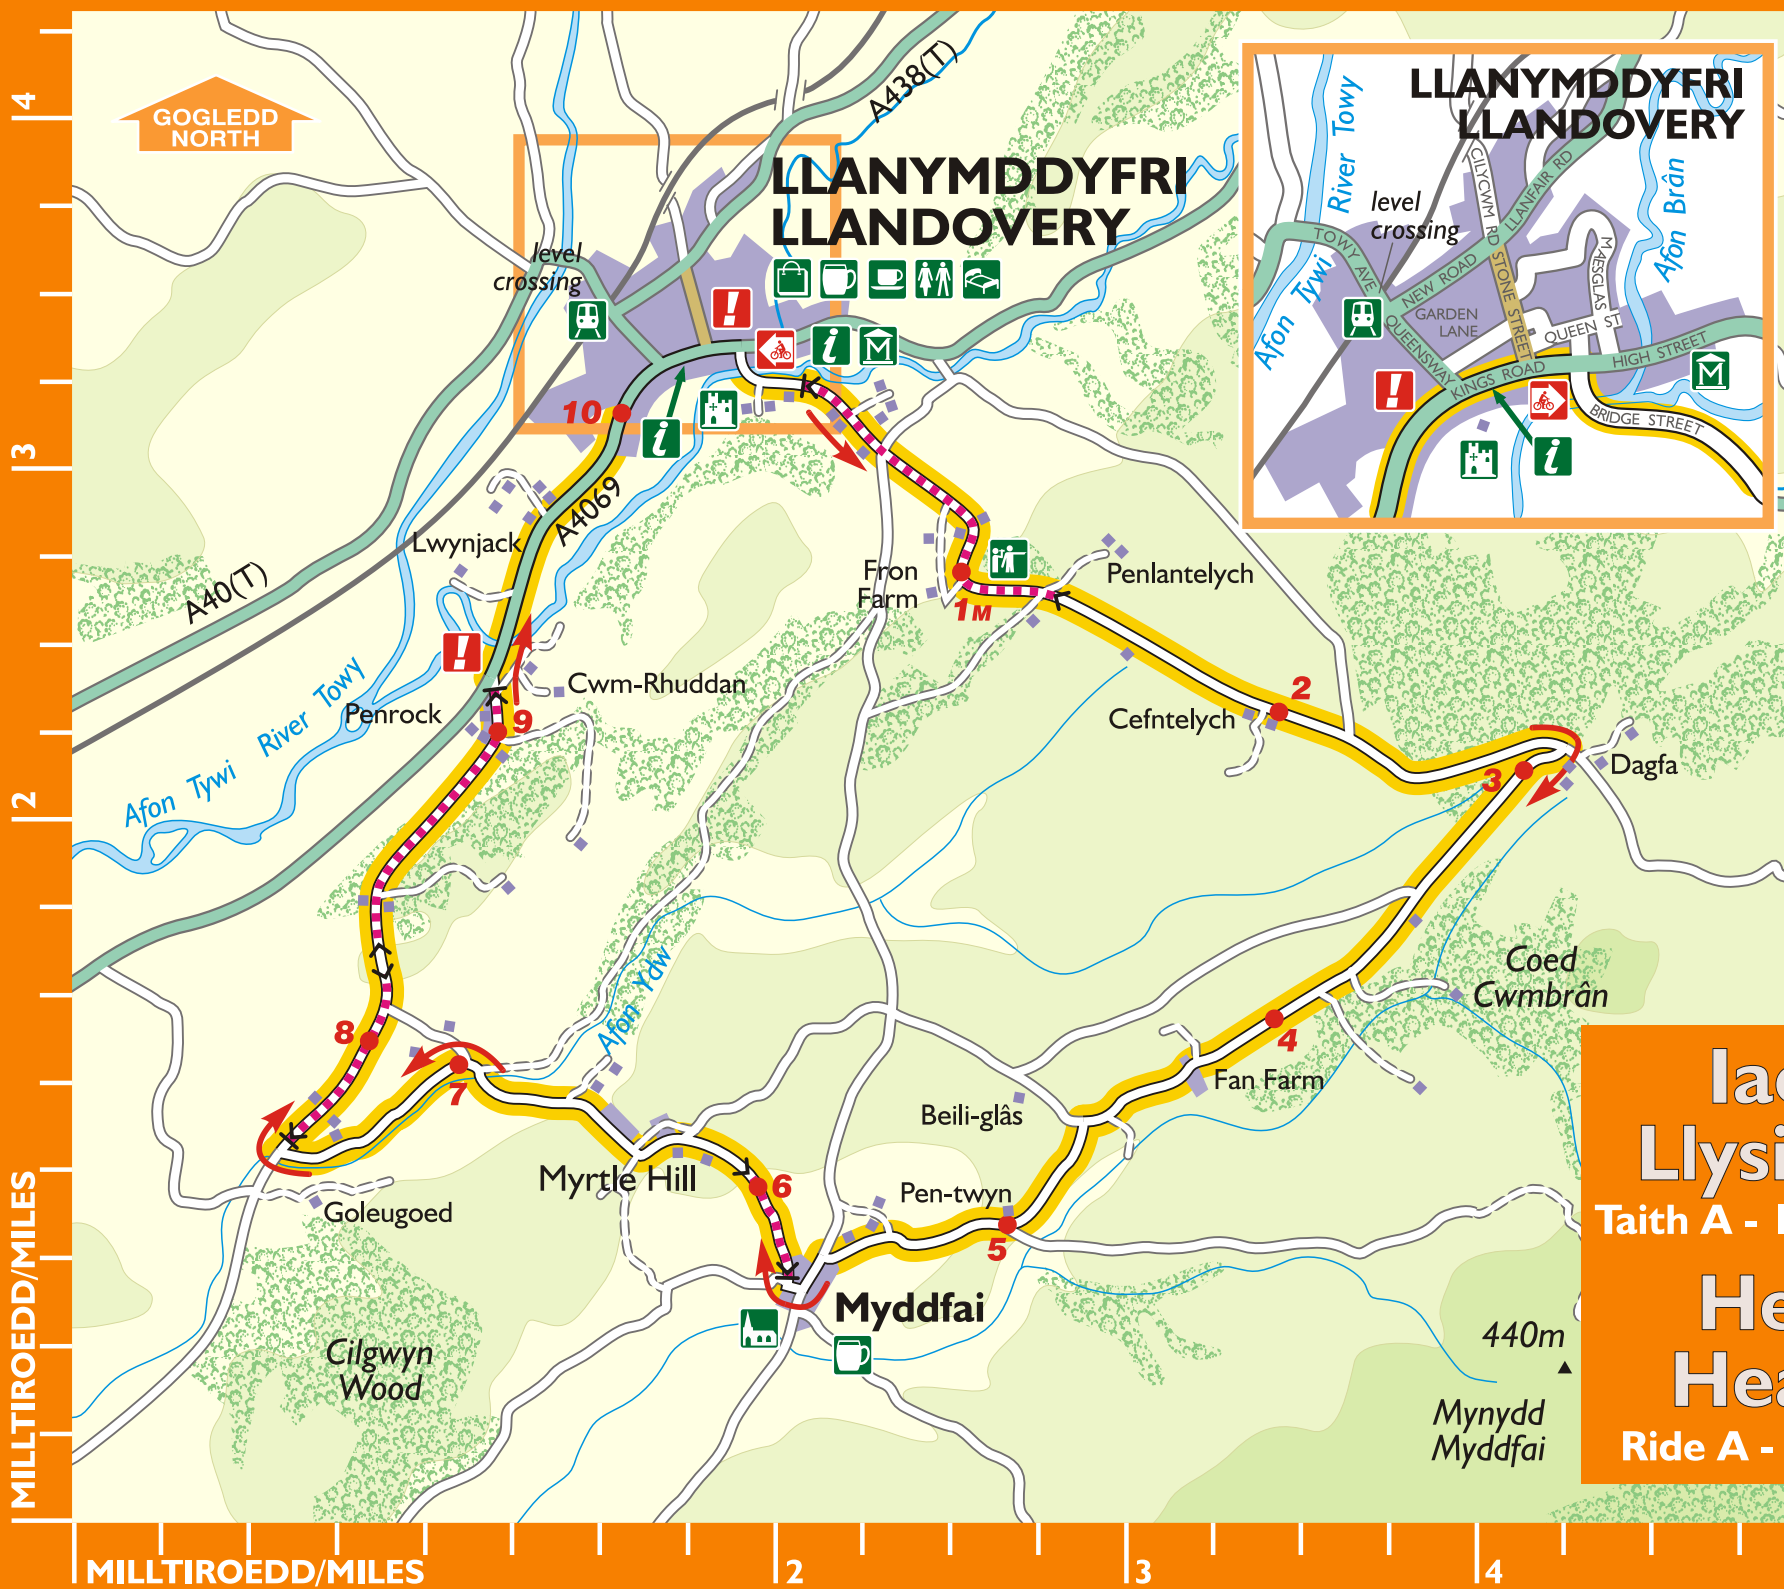 4
3
2
MILLTIROEDD/MILES
MILLTIROEDD/MILES
2
3
4
GOGLEDD
NORTH
A438(T)
LLANYMDDYFRI
LLANDOVERY
level
crossing
!
i
M
10
i
A4069
Lwynjack
A40(T)
!
Afon Tywi River Towy
Penrock
9
Cwm-Rhuddan
Fron
Farm
1M
Penlantelych
Cefntelych
2
3
Dagfa
Coed
Cwmbrân
4
Fan Farm
Beili-glâs
Pen-twyn
5
Afon Ydw
8
7
Myrtle Hill
6
Goleugoed
Myddfai
Cilgwyn
Wood
440m
Mynydd
Myddfai
LLANYMDDYFRI
LLANDOVERY
River Towy
Afon Tywi
level
crossing
CILYCWM RD
LLANFAIR RD
Afon Brân
TOWY AVE
NEW ROAD
STONE STREET
MAESGLAS
GARDEN
LANE
QUEENSWAY
QUEEN ST
HIGH STREET
KINGS ROAD
BRIDGE STREET
!
M
i
Iac
Llysi
Taith A -
He
Hea
Ride A -